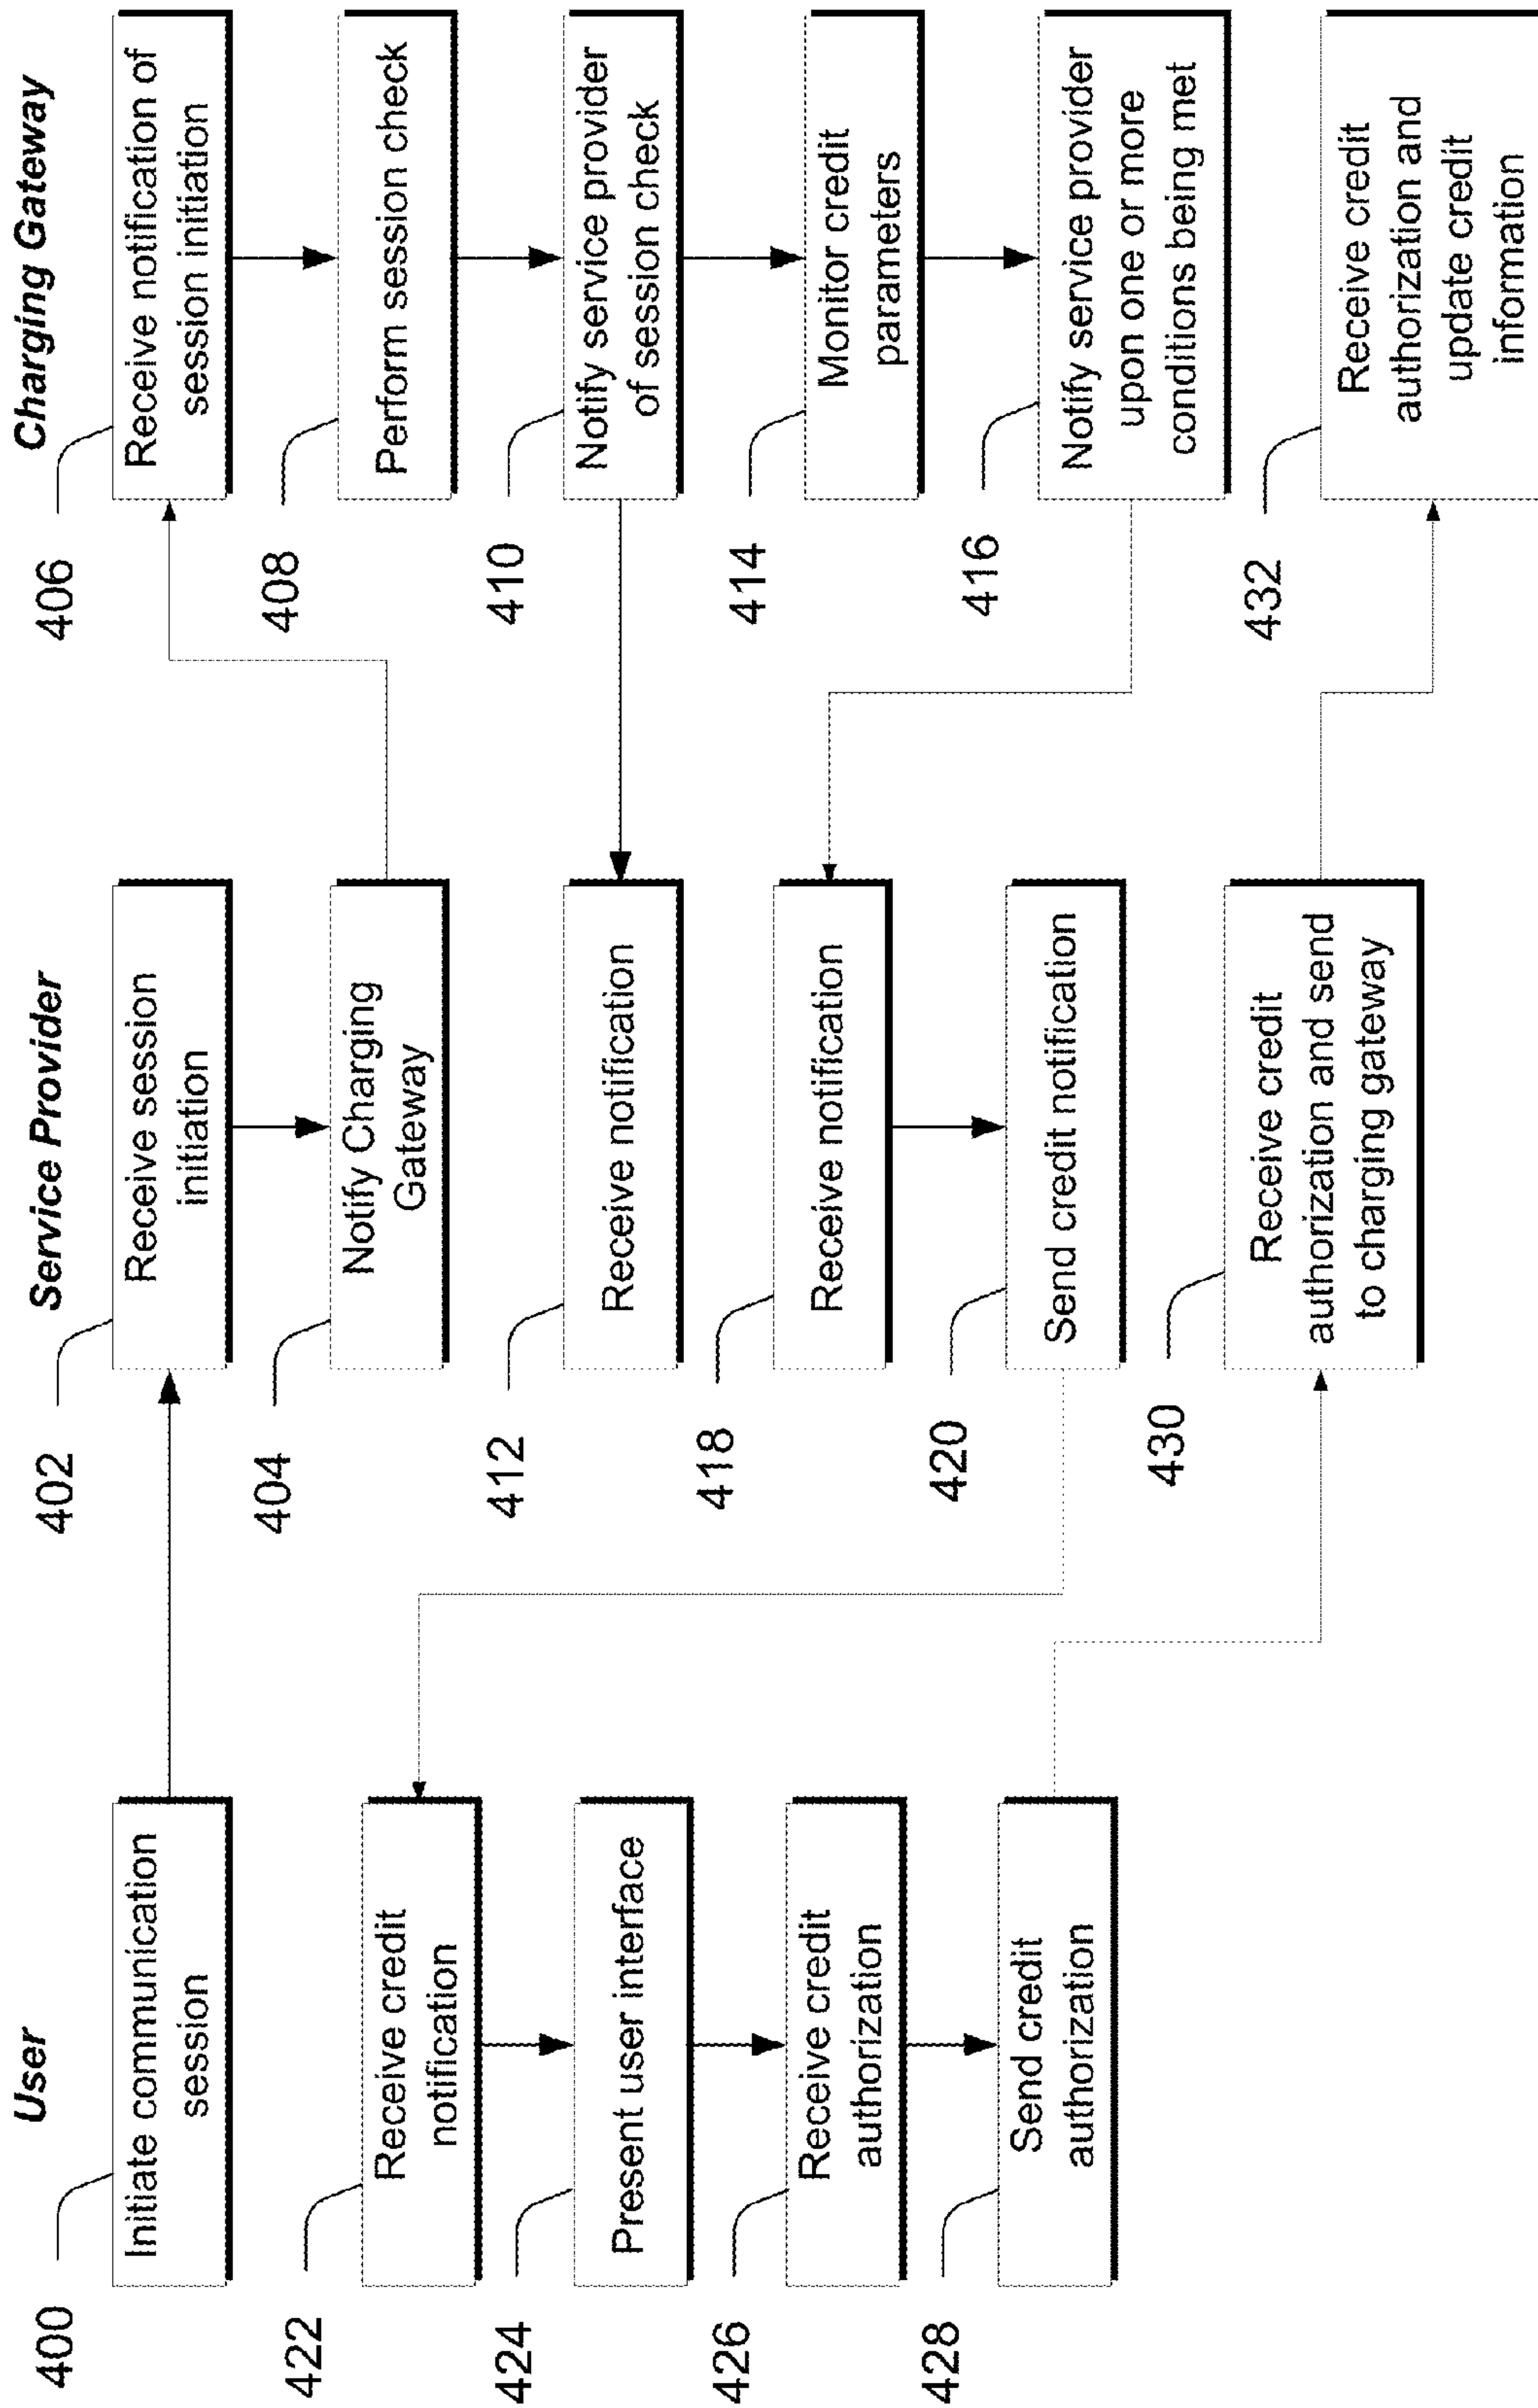 User
400
Initiate communication
session
422
Receive credit
notification
424
Present user interface
426
Receive credit
authorization
428
Send credit
authorization
Service Provider
402
Receive session
initiation
404
Notify Charging
Gateway
412
Receive notification
418
Receive notification
420
Send credit notification
430
Receive credit
authorization and send
to charging gateway
Charging Gateway
406
Receive notification of
session initiation
408
Perform session check
410
Notify service provider
of session check
414
Monitor credit
parameters
416
Notify service provider
upon one or more
conditions being met
432
Receive credit
authorization and
update credit
information